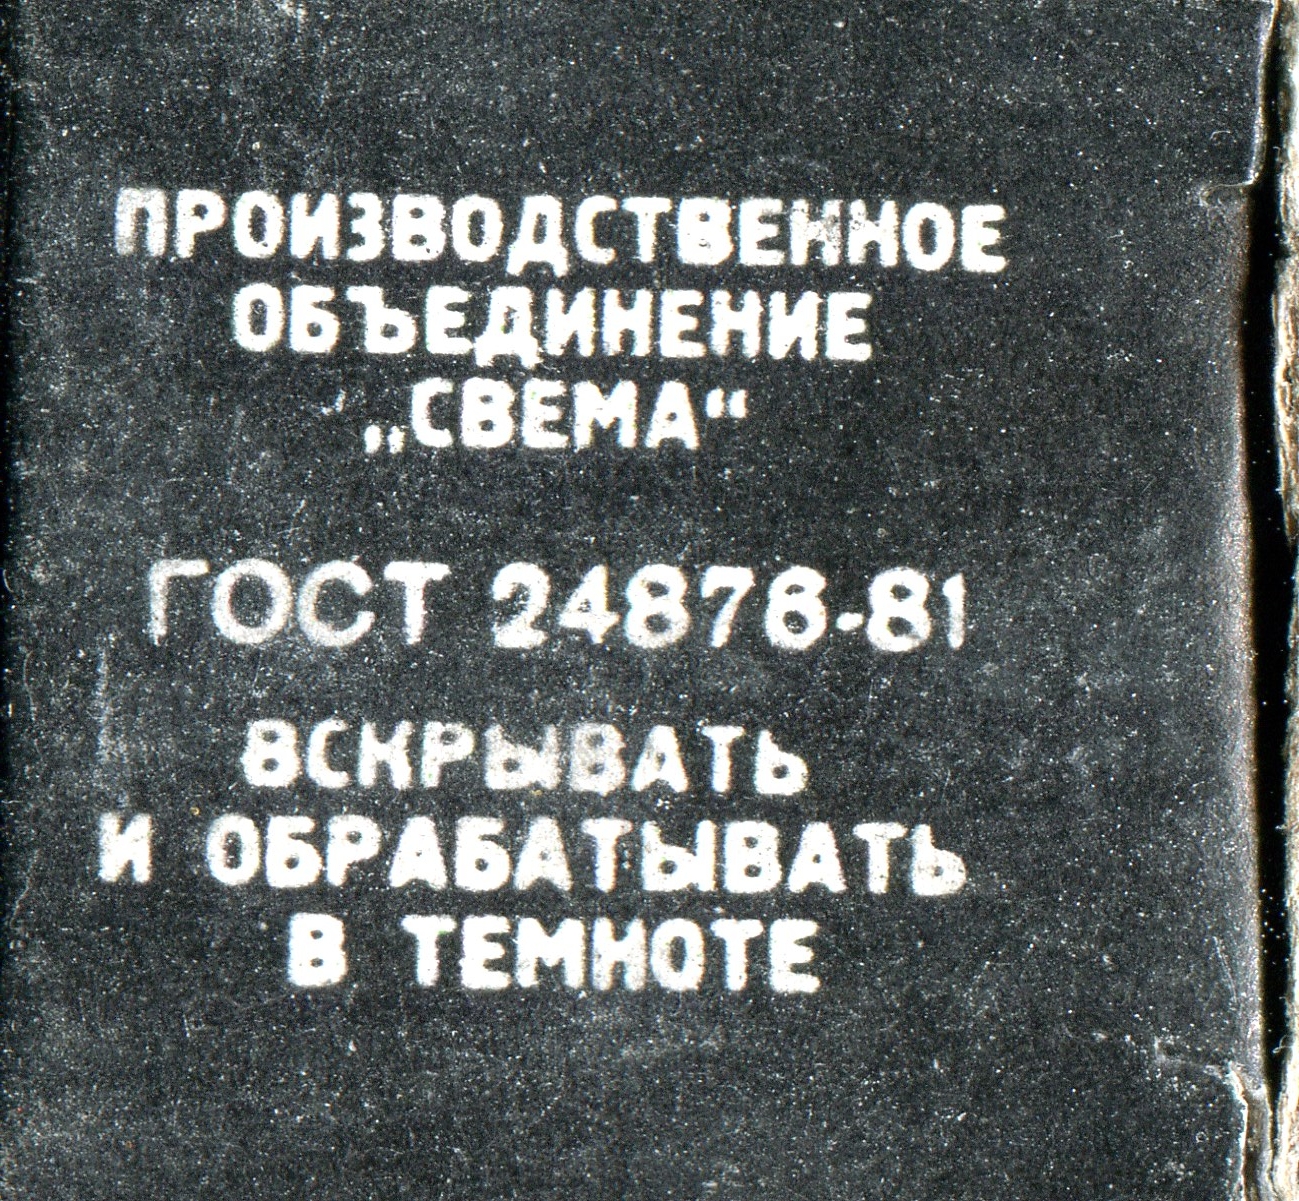 ПРОИЗВОДСТВЕННОЕ
ОБЪЕДИНЕНИЕ
„СВЕМА“
ГОСТ 24876-81
ВСКРЫВАТЬ
И ОБРАБАТЫВАТЬ
В ТЕМНОТЕ